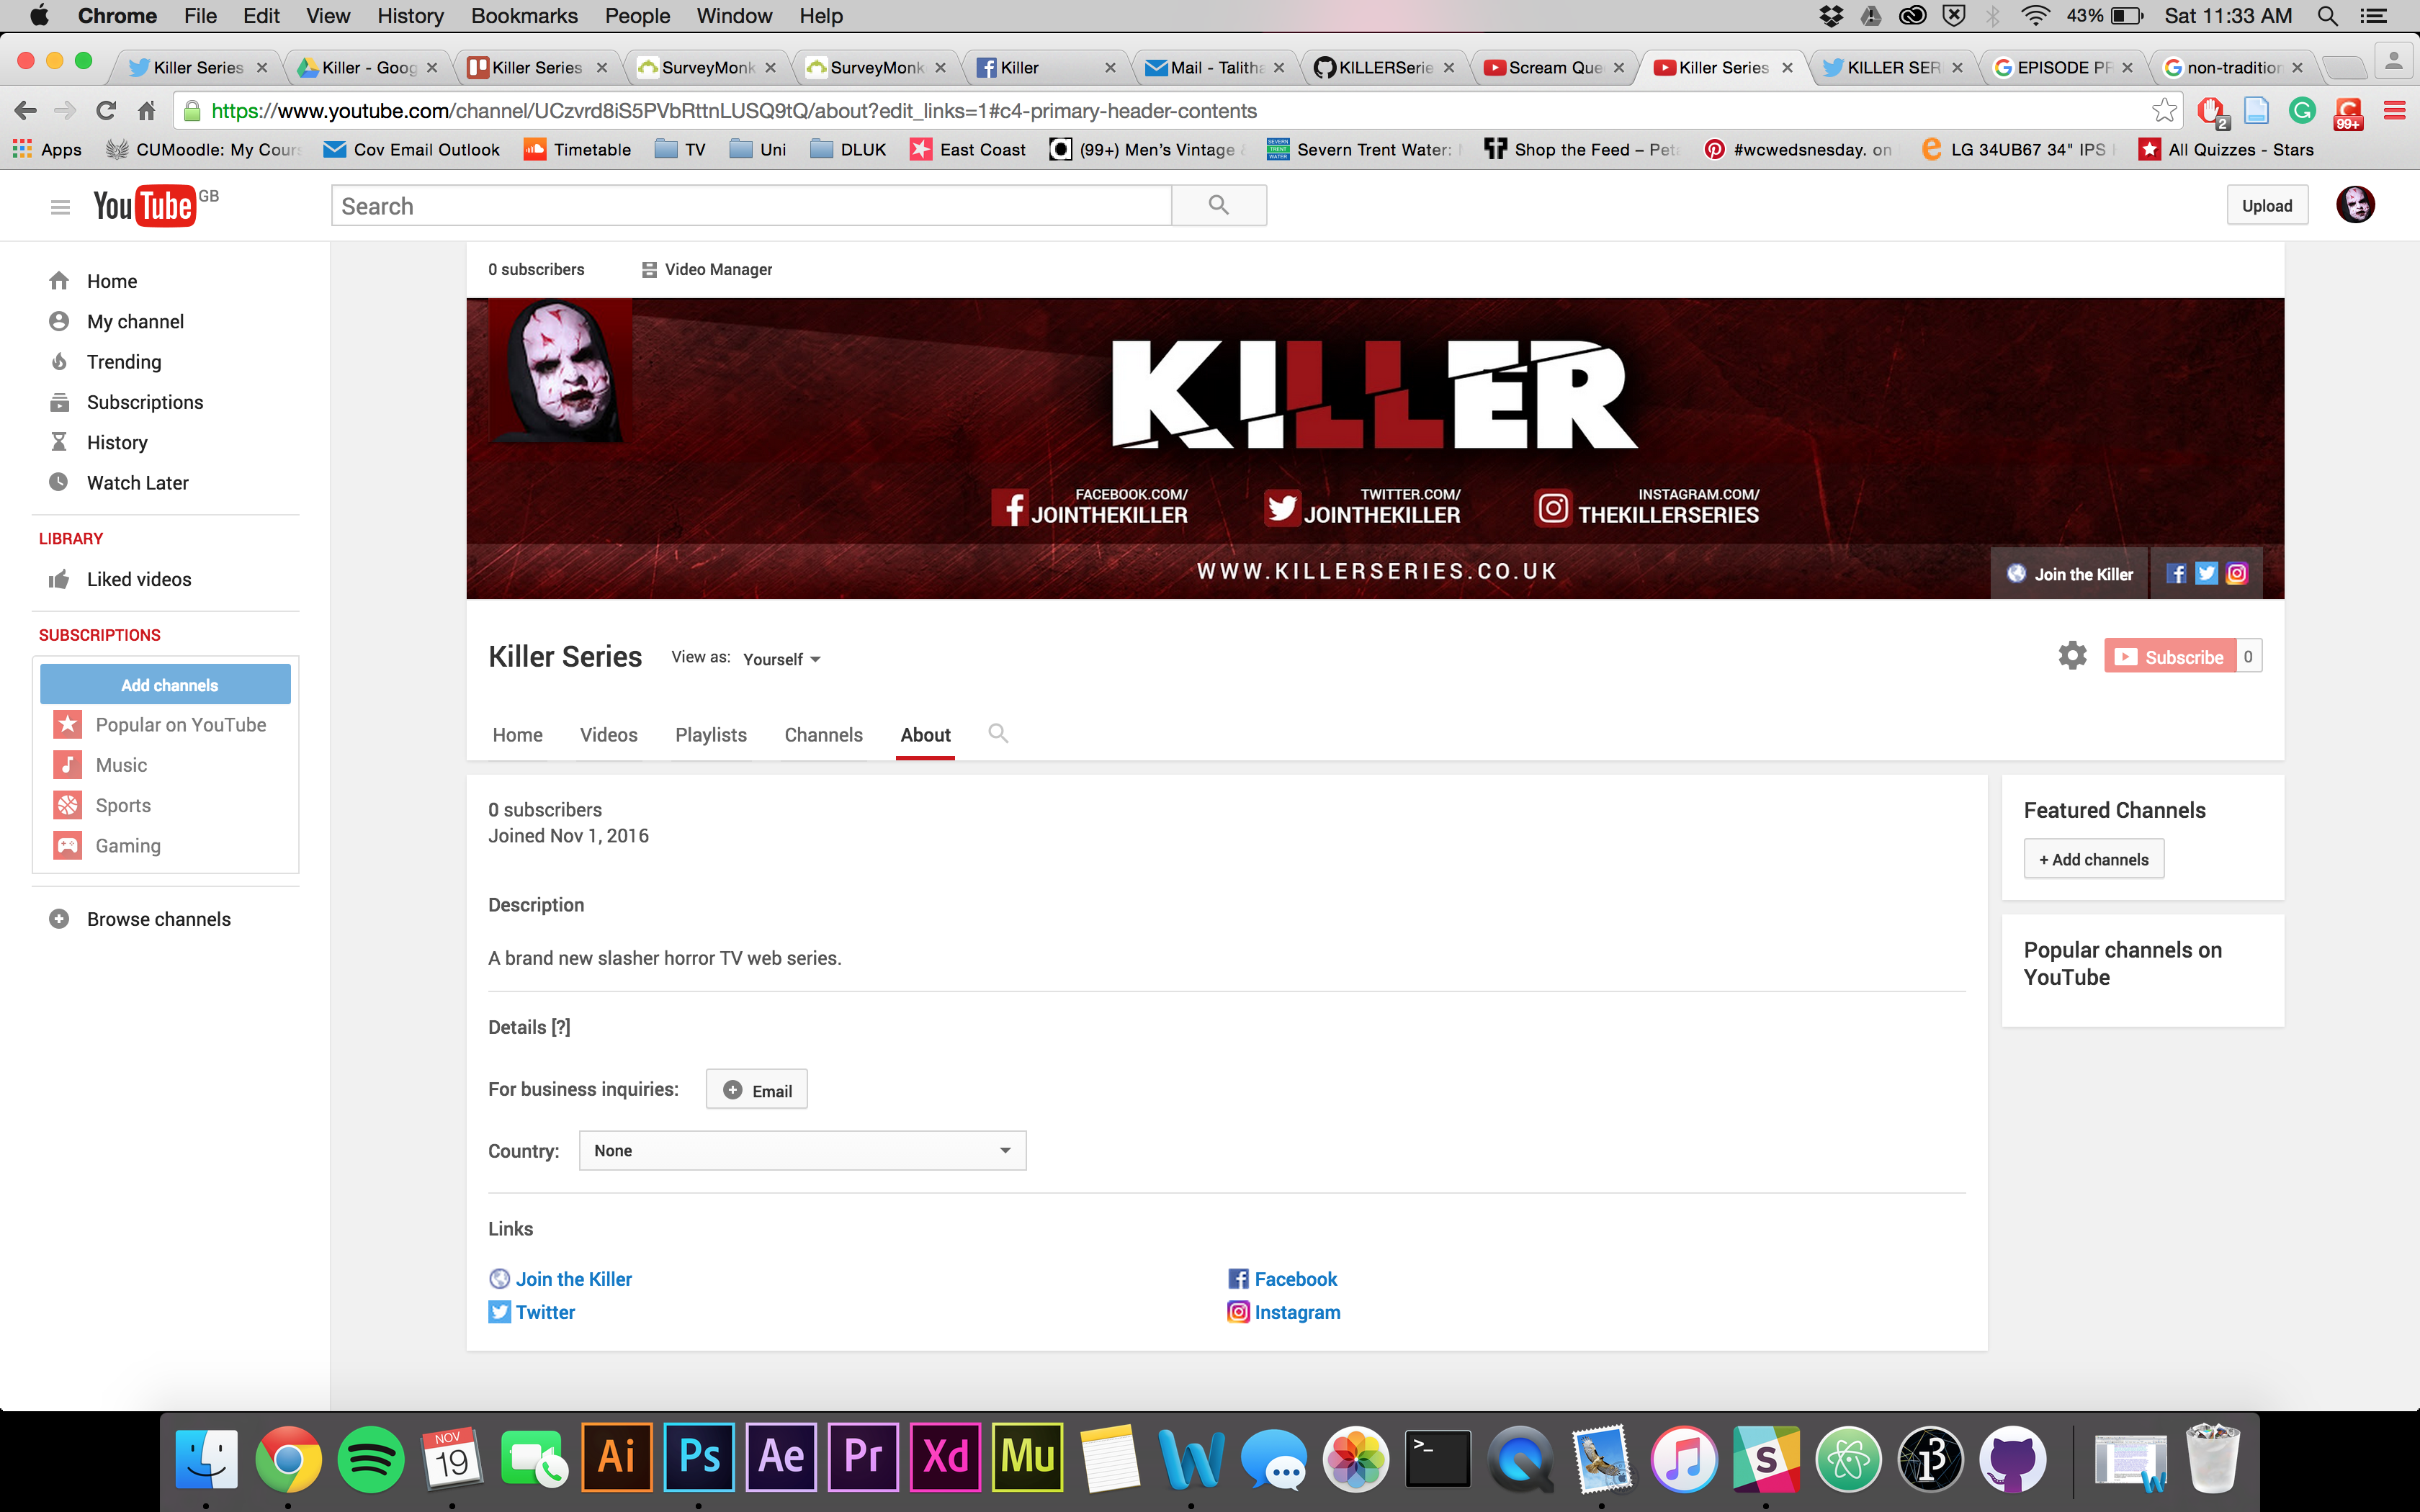 Chrome File Edit View History Bookmarks People Window Help 43% Sat 11:33 AM
Killer Series Killer - Goog Killer Series SurveyMonk SurveyMonk Killer Mail - Talitha KILLERSerie Scream Que Killer Series KILLER SER EPISODE PR non-tradition
https://www.youtube.com/channel/UCzvrd8iS5PVbRttnLUSQ9tQ/about?edit_links=1#c4-primary-header-contents 2 99+
Apps CUMoodle: My Cours Cov Email Outlook Timetable TV Uni DLUK East Coast (99+) Men's Vintage SEVERN TRENT WATER Severn Trent Water: Shop the Feed – Pet #wcwedsnesday. on LG 34UB67 34" IPS All Quizzes - Stars
YouTube GB Search Upload
0 subscribers Video Manager
Home
My channel
Trending
Subscriptions
History
Watch Later
LIBRARY
Liked videos
SUBSCRIPTIONS
Add channels
Popular on YouTube
Music
Sports
Gaming
Browse channels
KILLER
FACEBOOK.COM/
JOINTHEKILLER
TWITTER.COM/
JOINTHEKILLER
INSTAGRAM.COM/
THEKILLERSERIES
WWW.KILLERSERIES.CO.UK
Join the Killer
Killer Series View as: Yourself Subscribe 0
Home Videos Playlists Channels About
0 subscribers
Joined Nov 1, 2016
Description
A brand new slasher horror TV web series.
Details [?]
For business inquiries: Email
Country: None
Links
Join the Killer Facebook
Twitter Instagram
Featured Channels
+ Add channels
Popular channels on
YouTube
NOV
19
Ai Ps Ae Pr Xd Mu